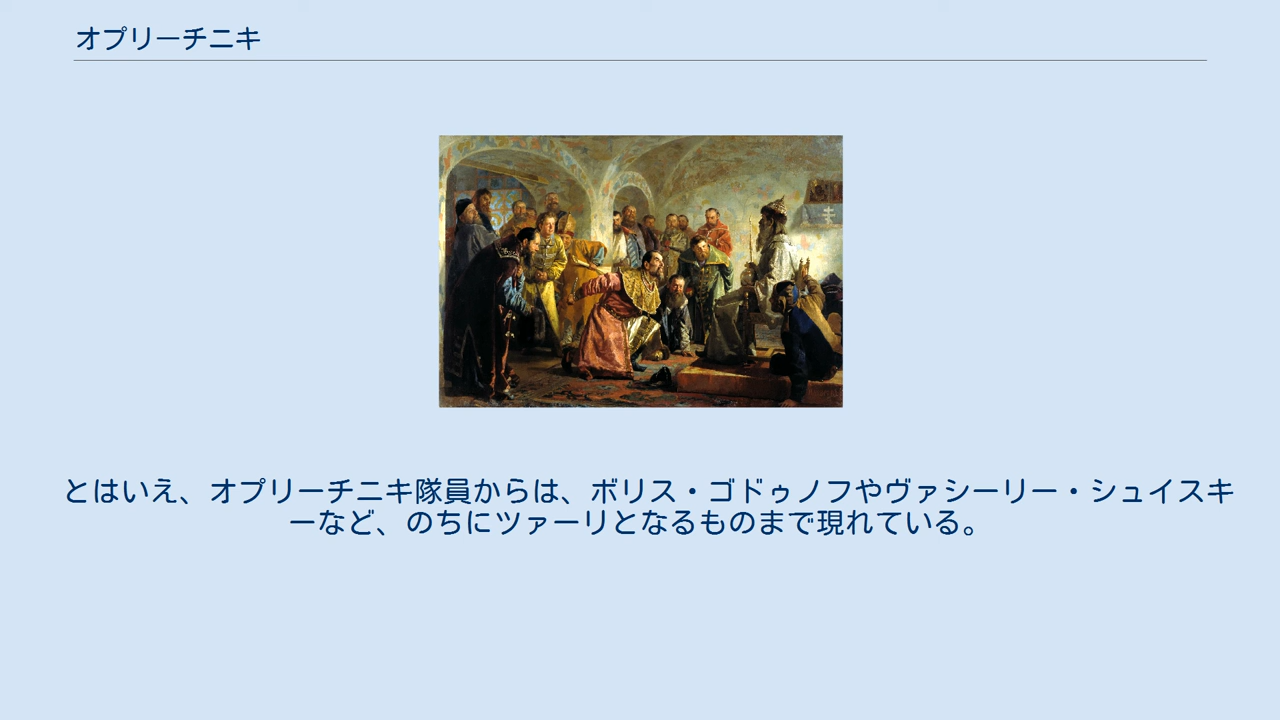 オプリーチニキ
とはいえ、オプリーチニキ隊員からは、ボリス・ゴドゥノフやヴァシーリー・シュイスキ
ーなど、のちにツァーリとなるものまで現れている。